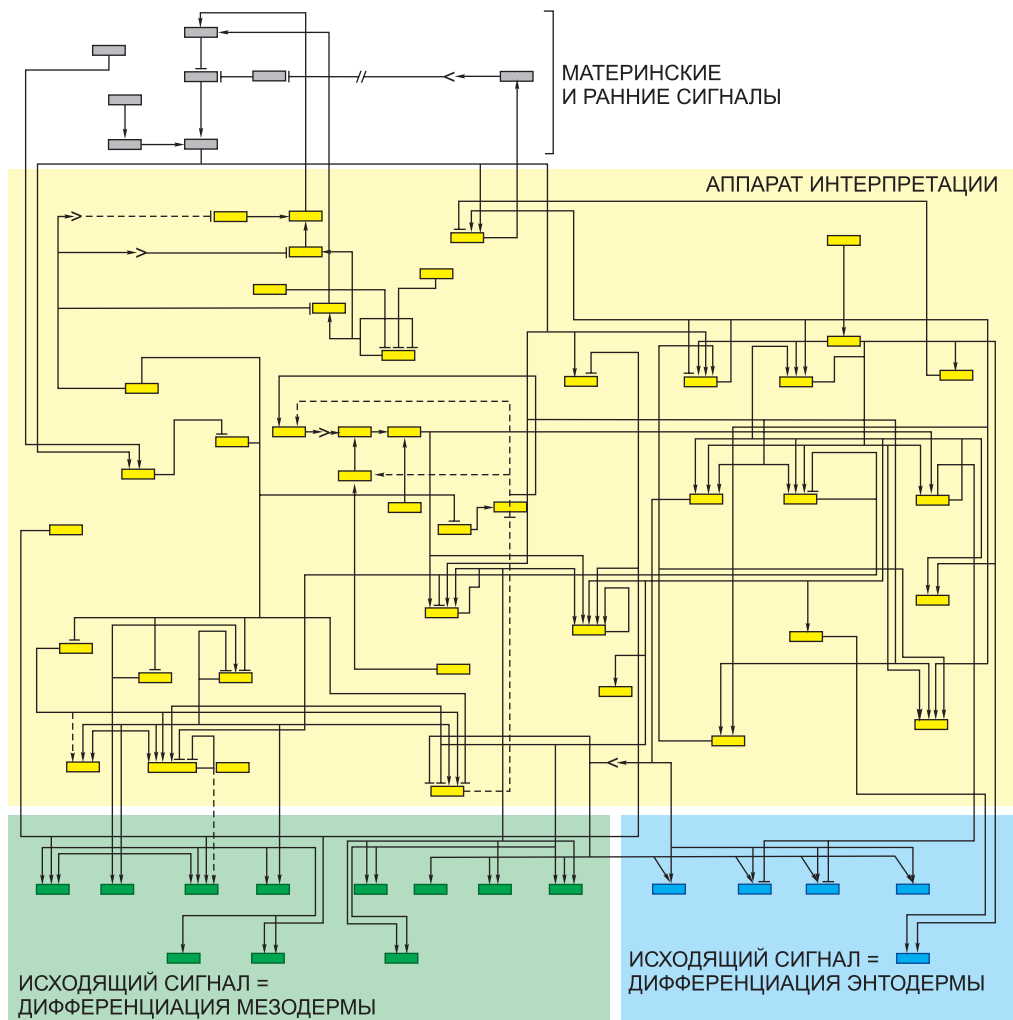 МАТЕРИНСКИЕ
И РАННИЕ СИГНАЛЫ
АППАРАТ ИНТЕРПРЕТАЦИИ
ИСХОДЯЩИЙ СИГНАЛ =
ДИФФЕРЕНЦИАЦИЯ МЕЗОДЕРМЫ
ИСХОДЯЩИЙ СИГНАЛ =
ДИФФЕРЕНЦИАЦИЯ ЭНТОДЕРМЫ